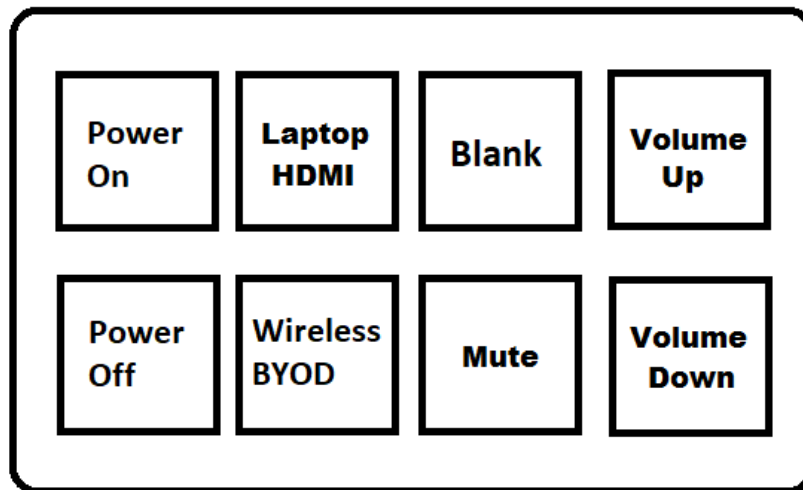 Power
On
Laptop
HDMI
Blank
Volume
Up
Power
Off
Wireless
BYOD
Mute
Volume
Down